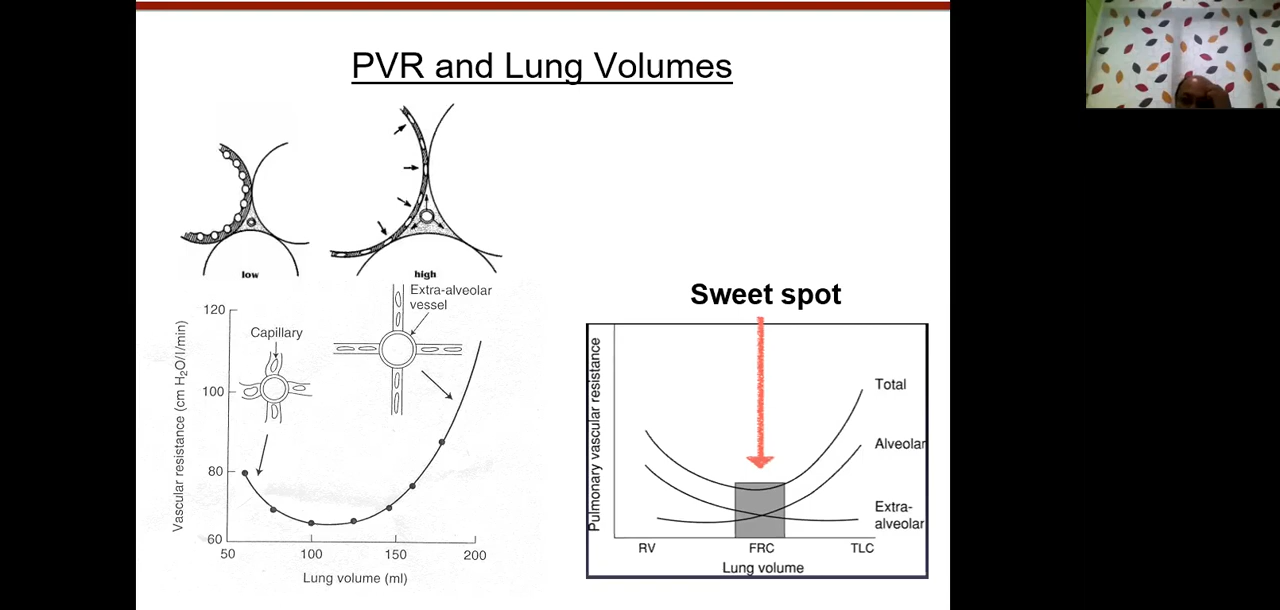 PVR and Lung Volumes
low
high
Extra-alveolar
vessel
Capillary
120
100
80
60
50
100
150
200
Vascular resistance (cm H₂O/l/min)
Lung volume (ml)
Sweet spot
Pulmonary vascular resistance
Total
Alveolar
Extra-
alveolar
RV
FRC
TLC
Lung volume